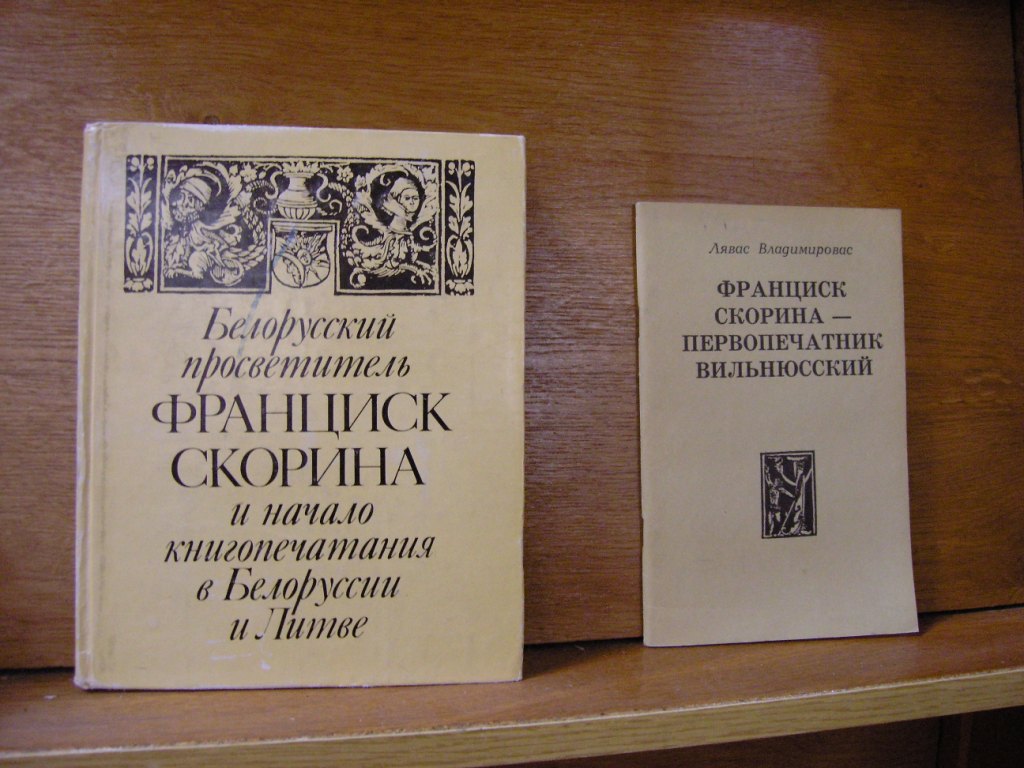 Белорусский
просветитель
ФРАНЦИСК
СКОРИНА
и начало
книгопечатания
в Белоруссии
и Литве
Лявас Владимировас
ФРАНЦИСК
СКОРИНА —
ПЕРВОПЕЧАТНИК
ВИЛЬНЮССКИЙ